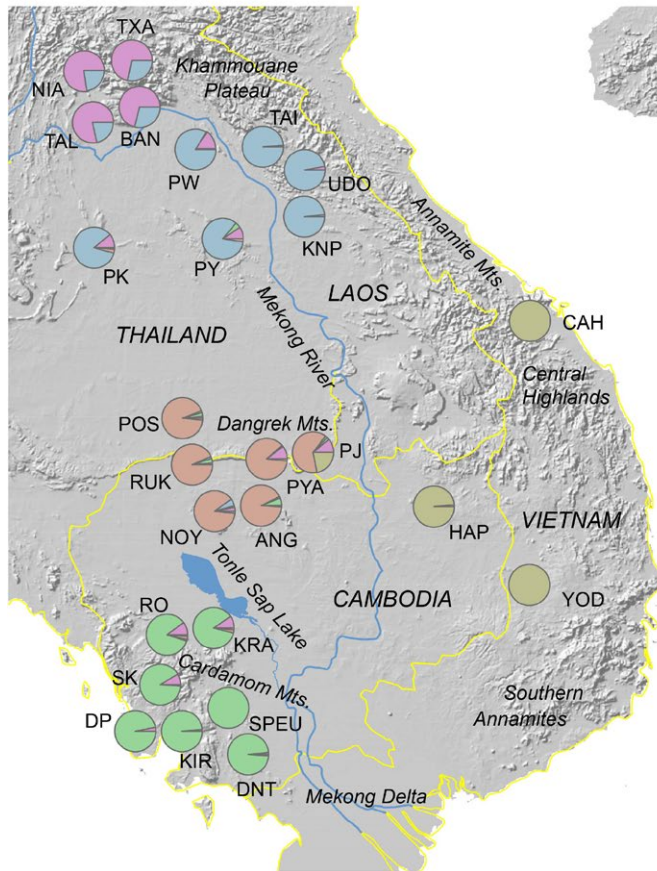 TXA
NIA
Khammouane
Plateau
TAL
BAN
TAI
PW
UDO
KNP
PK
PY
Annamite Mts.
LAOS
THAILAND
Mekong River
CAH
Central
Highlands
POS
Dangrek Mts.
PJ
RUK
PYA
NOY
ANG
HAP
VIETNAM
Tonle Sap Lake
RO
KRA
CAMBODIA
YOD
SK
Cardamom Mts.
DP
KIR
SPEU
DNT
Southern
Annamites
Mekong Delta